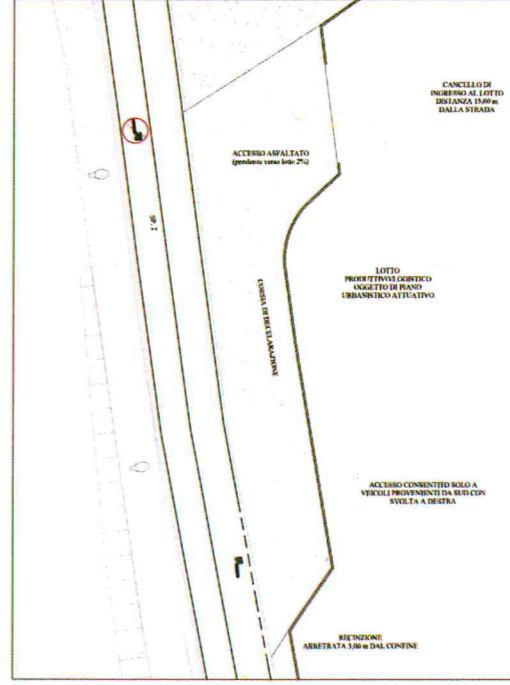 CANCELLO DI
INGRESSO AL LOTTO
DISTANZA 15,00 m
DALLA STRADA
ACCESSO ASFALTATO
(pendenza verso lotto 2%)
SP. 2
LOTTO
PRODUTTIVO/LOGISTICO
OGGETTO DI PIANO
URBANISTICO ATTUATIVO
CORSIA DI DECELERAZIONE
ACCESSO CONSENTITO SOLO A
VEICOLI PROVENIENTI DA SUD CON
SVOLTA A DESTRA
RECINZIONE
ARRETRATA 3,00 m DAL CONFINE